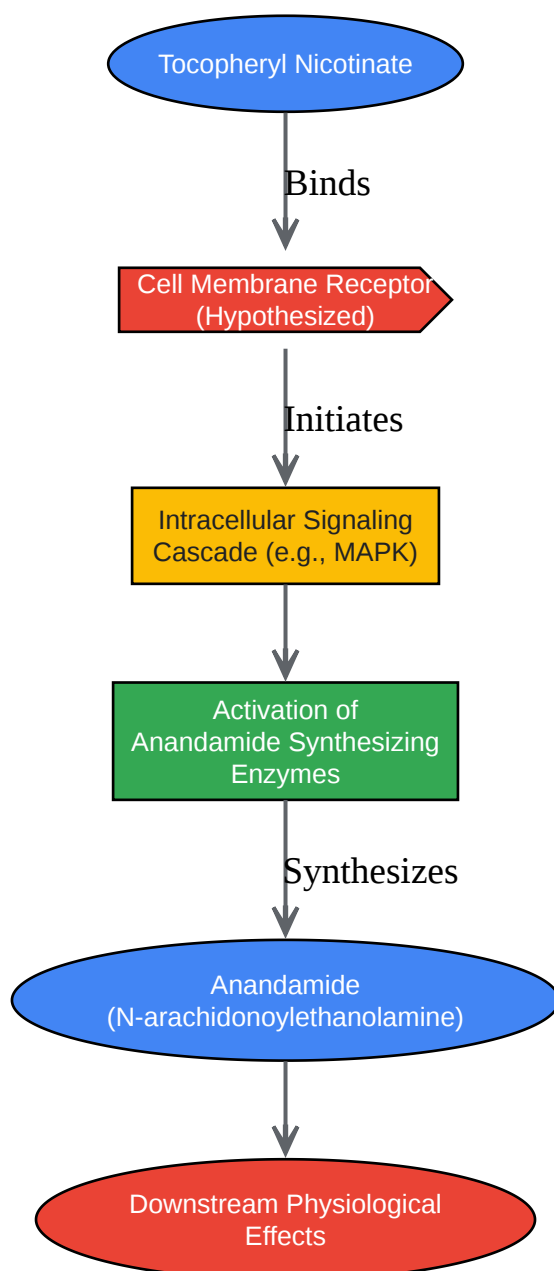 Tocopheryl Nicotinate
Binds
Cell Membrane Receptor
(Hypothesized)
Initiates
Intracellular Signaling
Cascade (e.g., MAPK)
Activation of
Anandamide Synthesizing
Enzymes
Synthesizes
Anandamide
(N-arachidonoylethanolamine)
Downstream Physiological
Effects